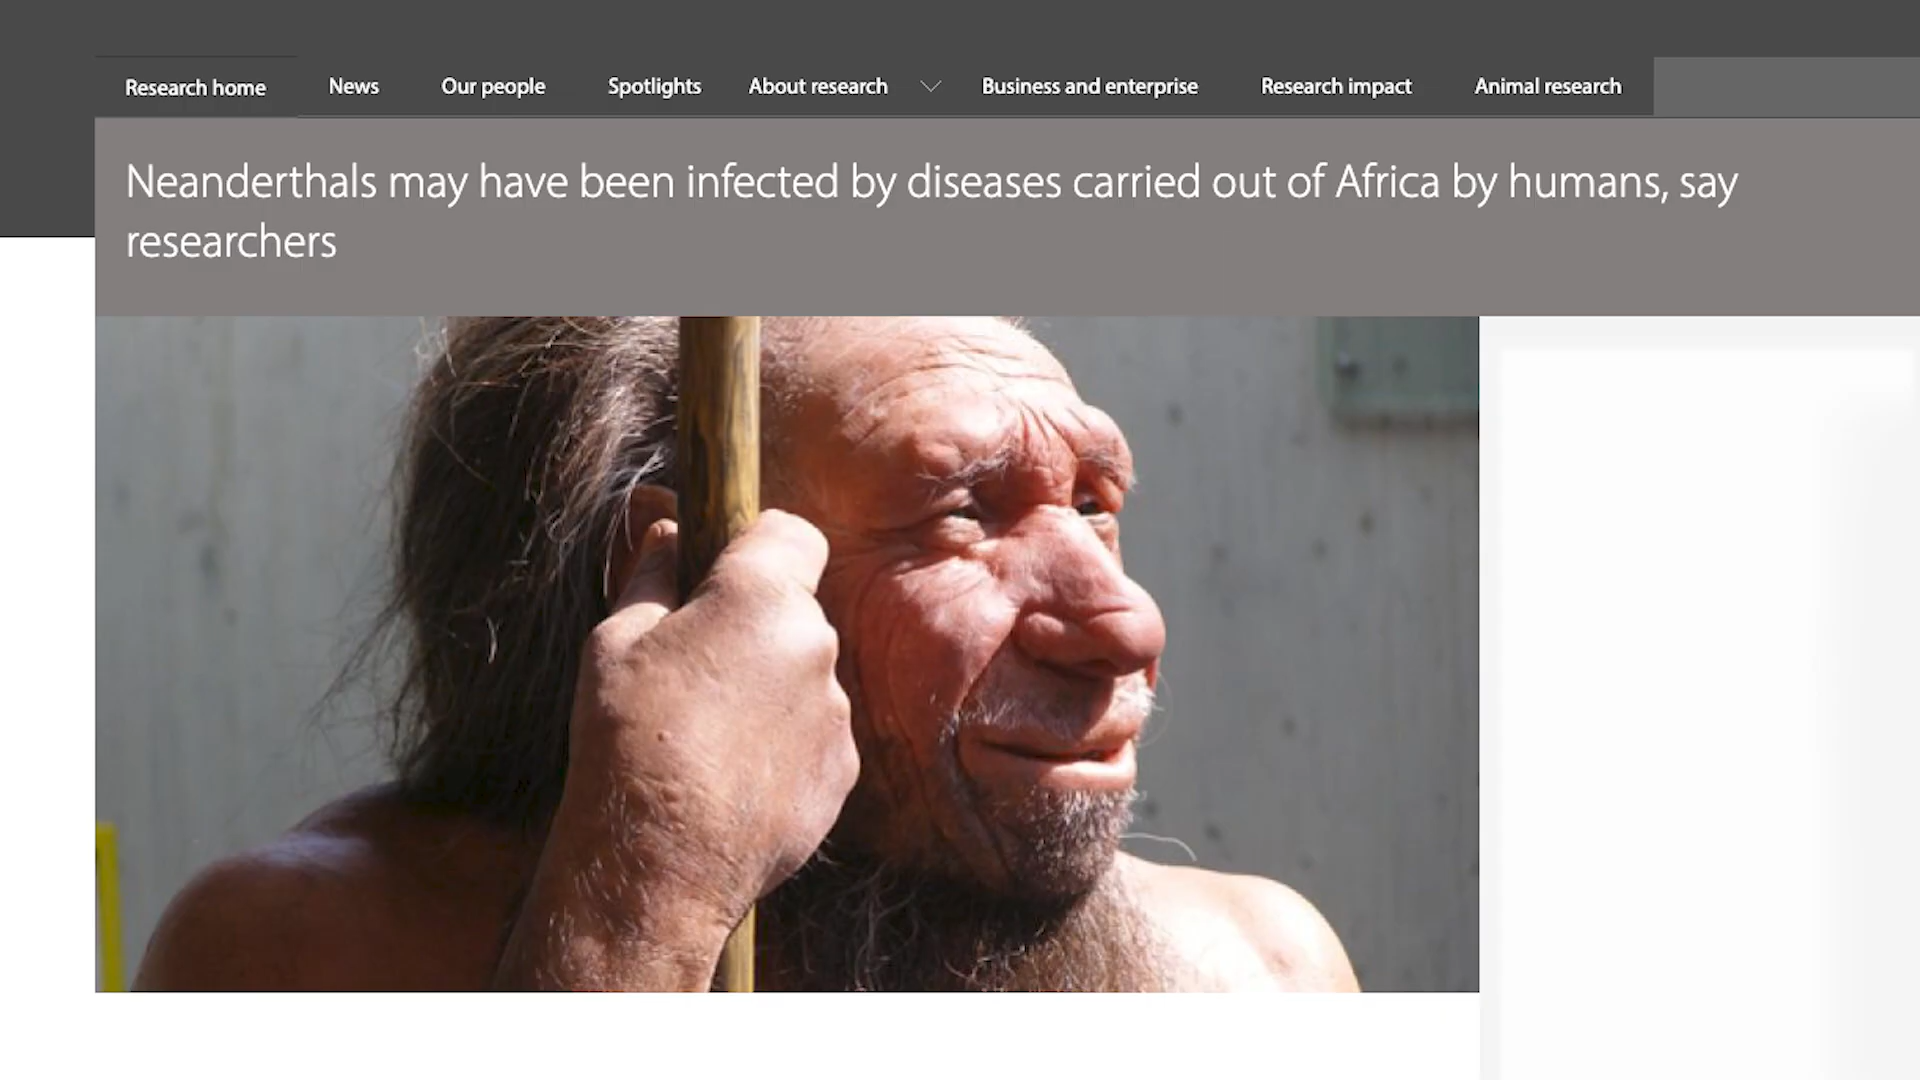 Research home News Our people Spotlights About research Business and enterprise Research impact Animal research
Neanderthals may have been infected by diseases carried out of Africa by humans, say
researchers